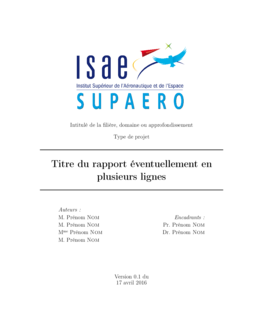 ISAE
Institut Supérieur de l'Aéronautique et de l'Espace
SUPAERO
Intitulé de la filière, domaine en approfondissement
Type de projet
Titre du rapport éventuellement en
plusieurs lignes
Auteurs :
M. Prénom Nom
M. Prénom Nom
Mme Prénom Nom
M. Prénom Nom
Encadrants :
Pr. Prénom Nom
Dr. Prénom Nom
Version 0.1 du
17 avril 2016